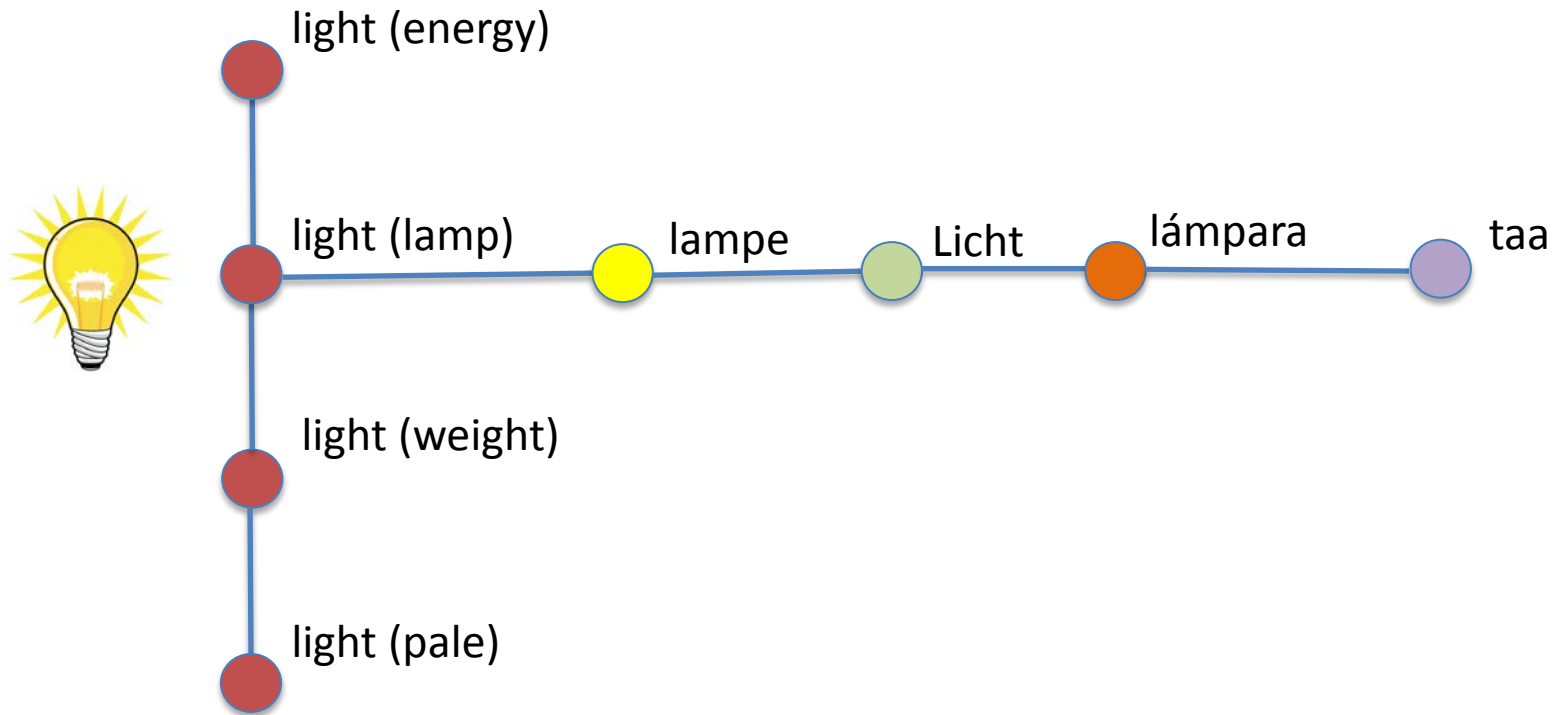 light (energy)
light (lamp)
lampe
Licht
lámpara
taa
light (weight)
light (pale)